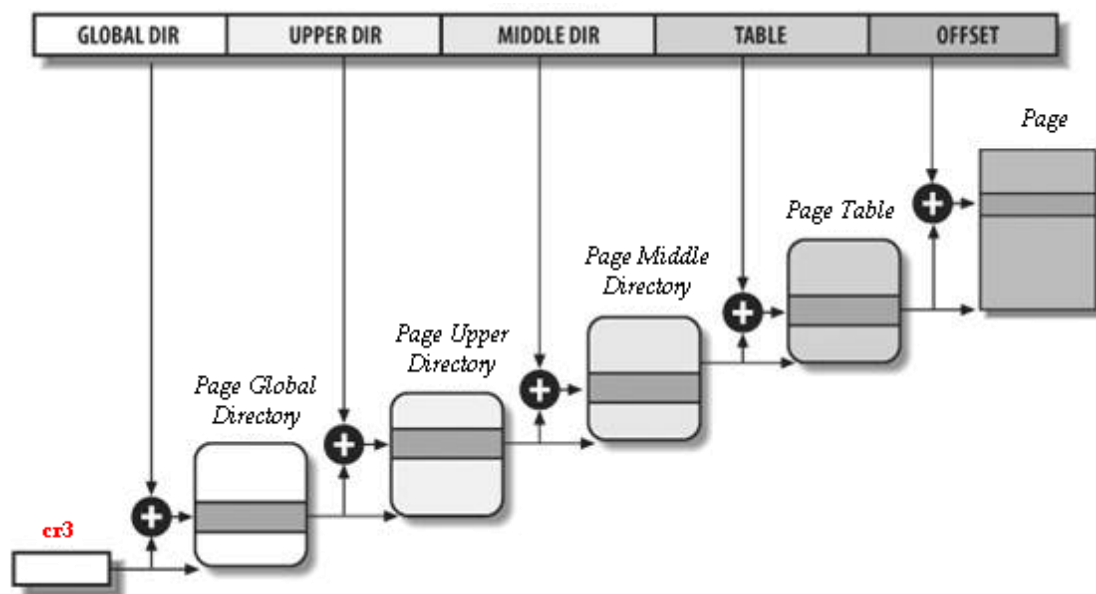 GLOBAL DIR UPPER DIR MIDDLE DIR TABLE OFFSET
Page
Page Table
Page Middle
Directory
Page Upper
Directory
Page Global
Directory
cr3